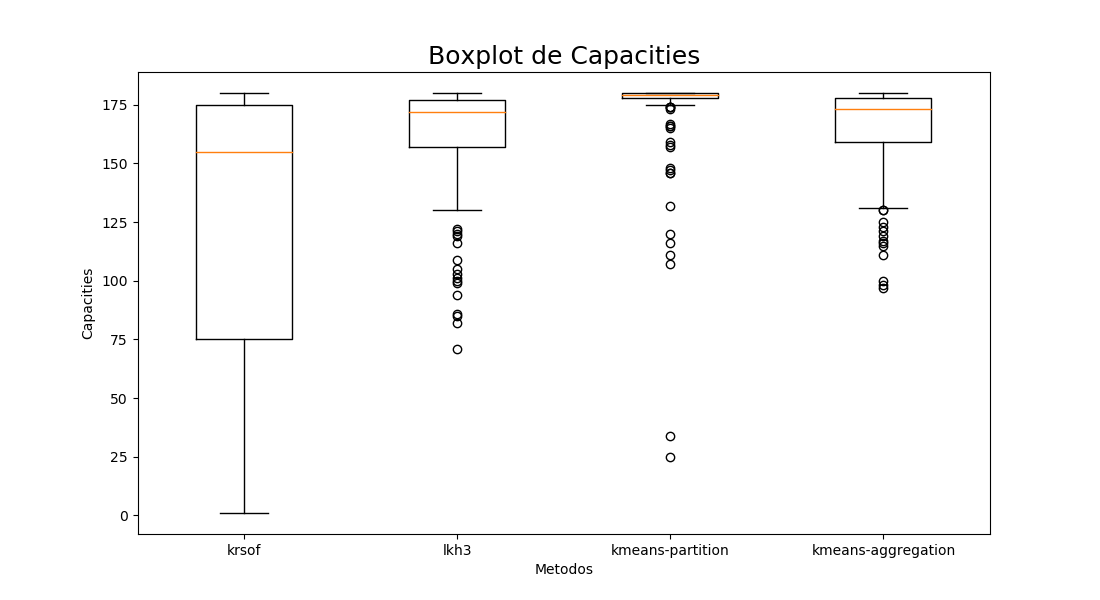 Boxplot de Capacities
Capacities
175
150
125
100
75
50
25
0
krsof
lkh3
kmeans-partition
kmeans-aggregation
Metodos